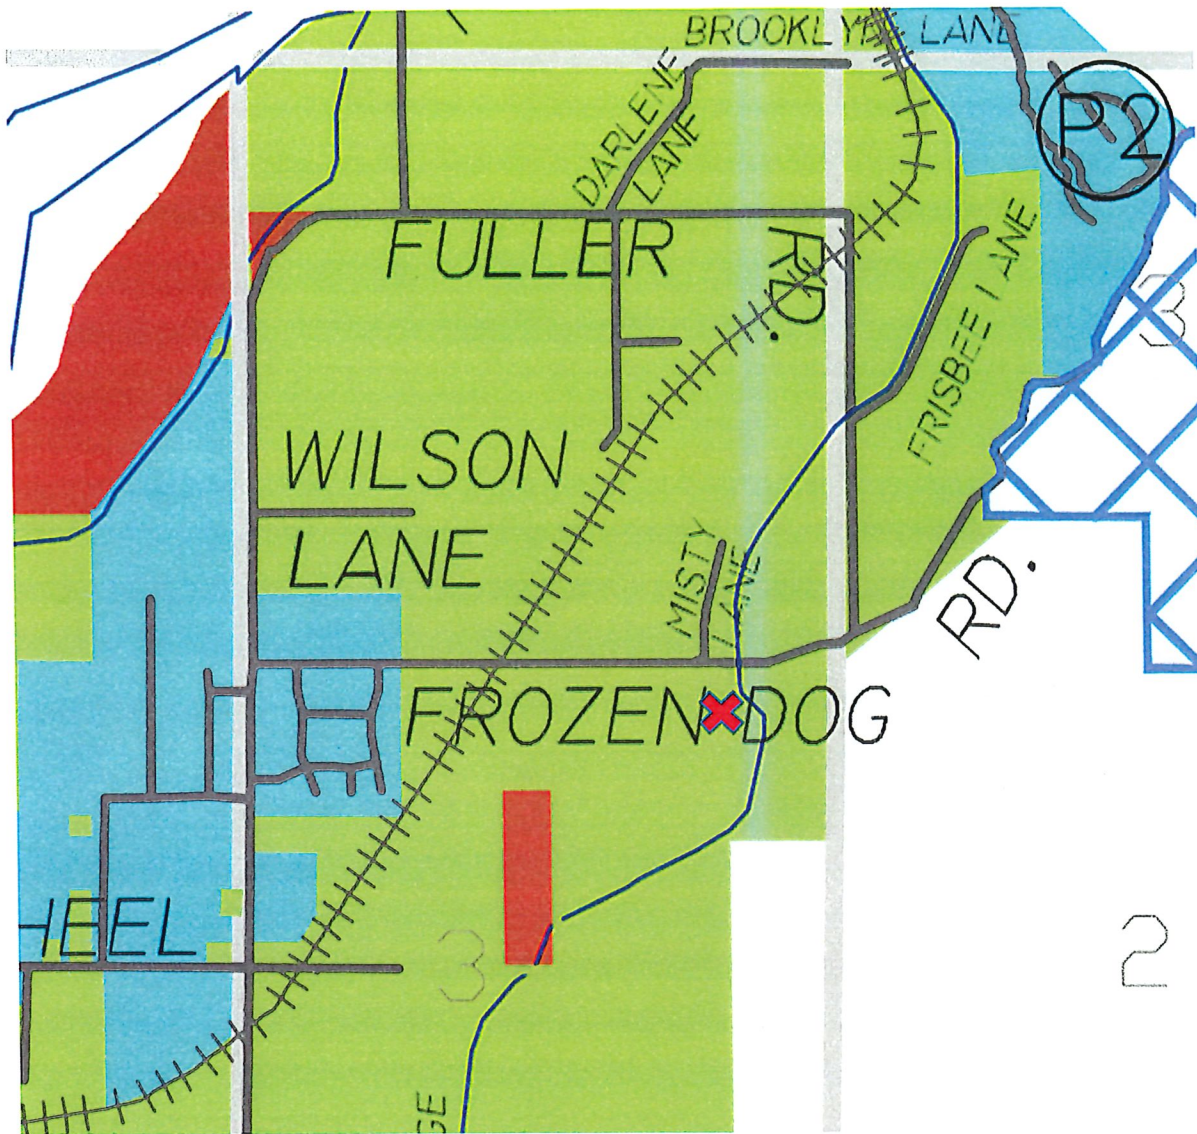 BROOKLYN LANE
P2
DARLENE
LANE
FULLER
RD.
3
FRISBEE LANE
WILSON
LANE
MISTY
LANE
RD.
FROZEN DOG
HEEL
3
2
GE